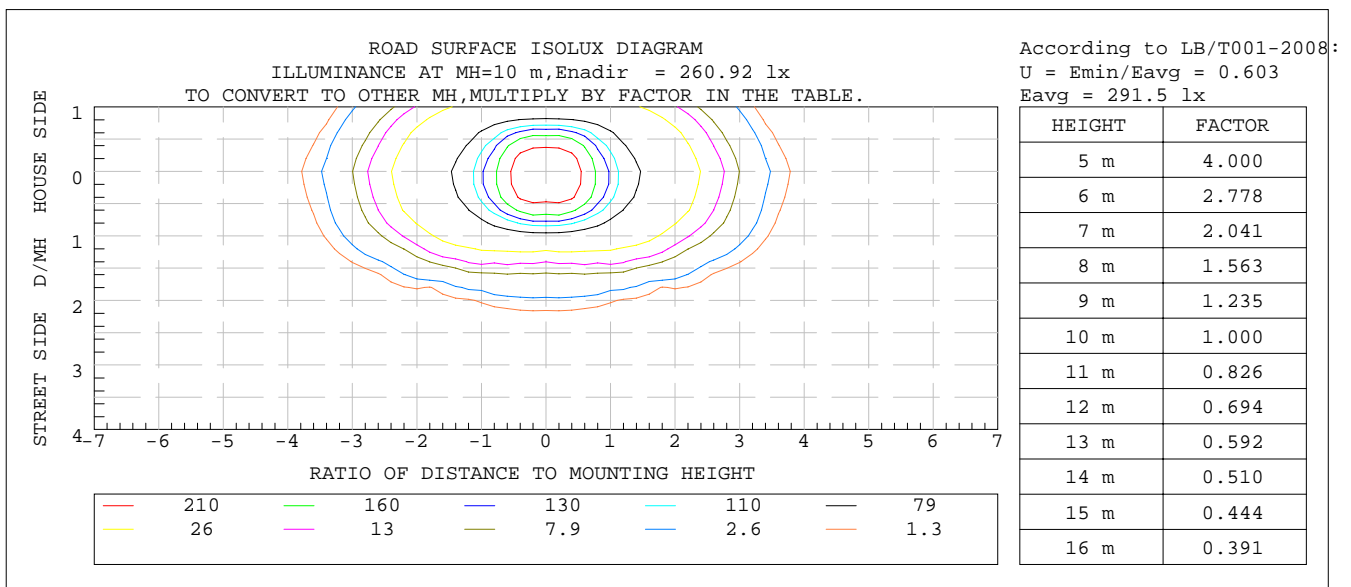 ROAD SURFACE ISOLUX DIAGRAM
ILLUMINANCE AT MH=10 m,Enadir = 260.92 lx
TO CONVERT TO OTHER MH,MULTIPLY BY FACTOR IN THE TABLE.
STREET SIDE D/MH HOUSE SIDE
1
0
1
2
3
4
-7 -6 -5 -4 -3 -2 -1 0 1 2 3 4 5 6 7
RATIO OF DISTANCE TO MOUNTING HEIGHT
210 160 130 110 79
26 13 7.9 2.6 1.3
According to LB/T001-2008:
U = Emin/Eavg = 0.603
Eavg = 291.5 lx
HEIGHT FACTOR
5 m 4.000
6 m 2.778
7 m 2.041
8 m 1.563
9 m 1.235
10 m 1.000
11 m 0.826
12 m 0.694
13 m 0.592
14 m 0.510
15 m 0.444
16 m 0.391